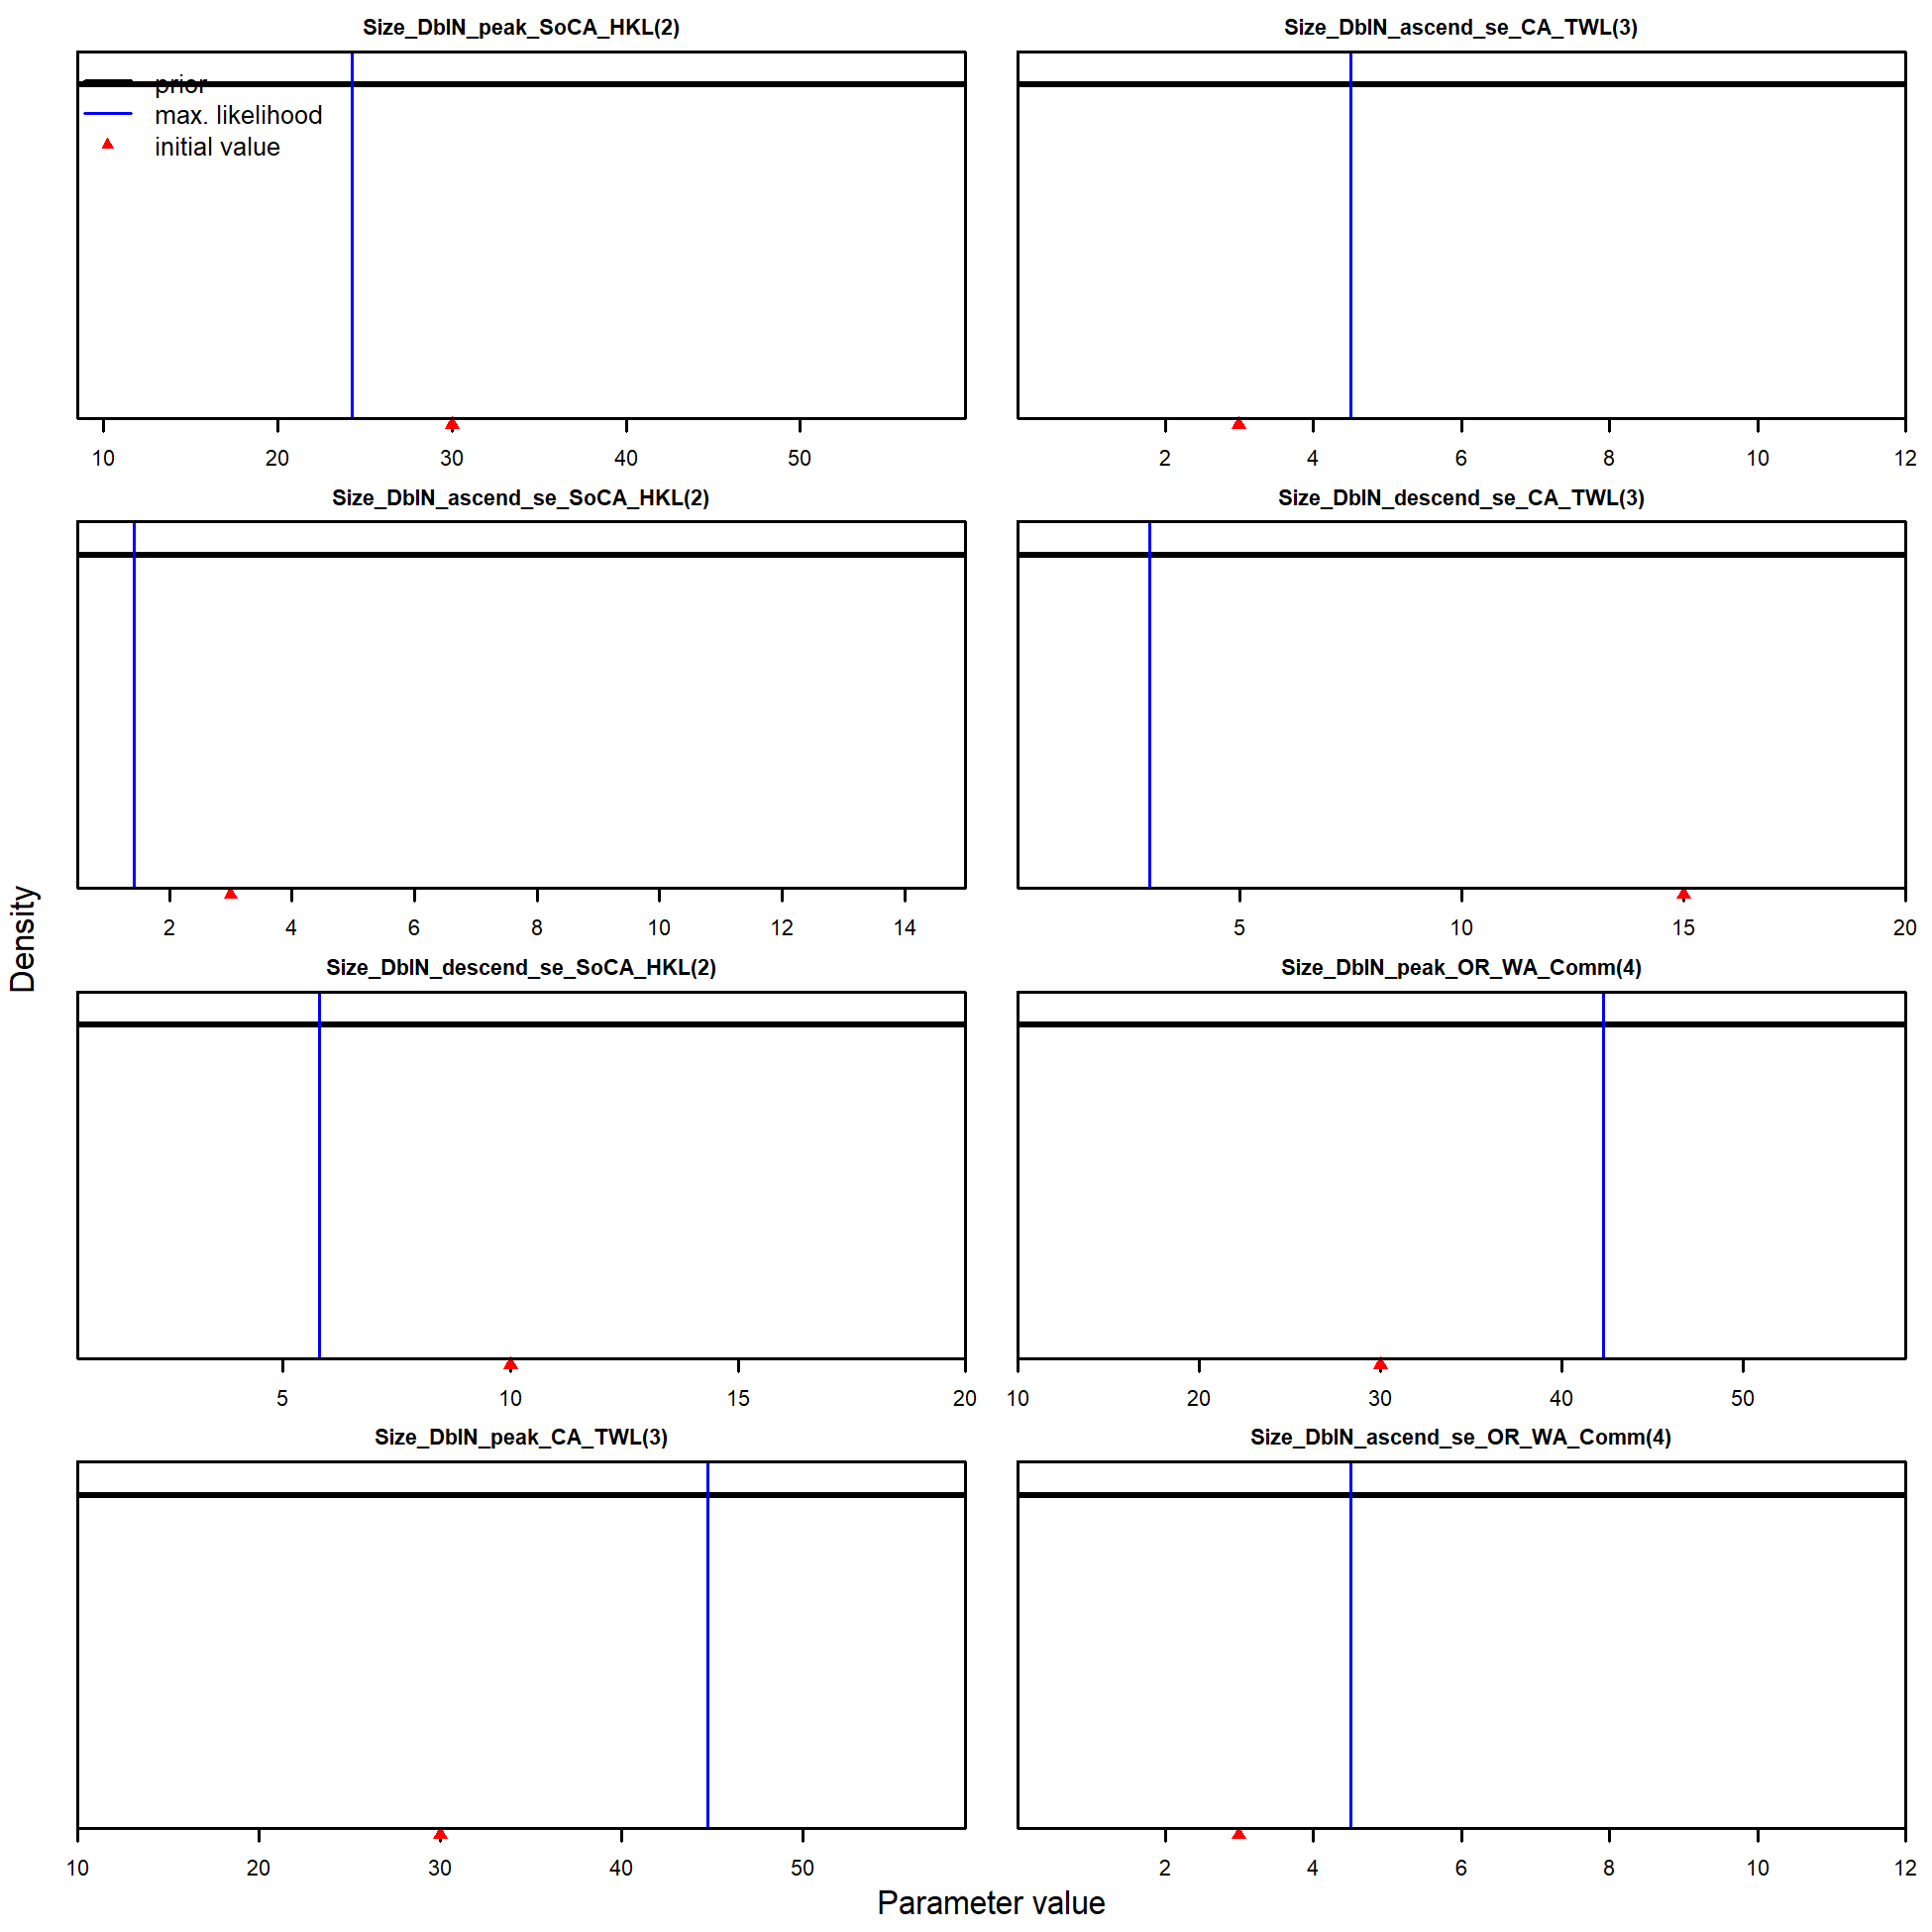 Size_DblN_peak_SoCA_HKL(2)
prior
max. likelihood
initial value
10 20 30 40 50
Size_DblN_ascend_se_CA_TWL(3)
2 4 6 8 10 12
Size_DblN_ascend_se_SoCA_HKL(2)
2 4 6 8 10 12 14
Size_DblN_descend_se_CA_TWL(3)
5 10 15 20
Size_DblN_descend_se_SoCA_HKL(2)
5 10 15 20
Size_DblN_peak_OR_WA_Comm(4)
10 20 30 40 50
Size_DblN_peak_CA_TWL(3)
10 20 30 40 50
Size_DblN_ascend_se_OR_WA_Comm(4)
2 4 6 8 10 12
Density
Parameter value